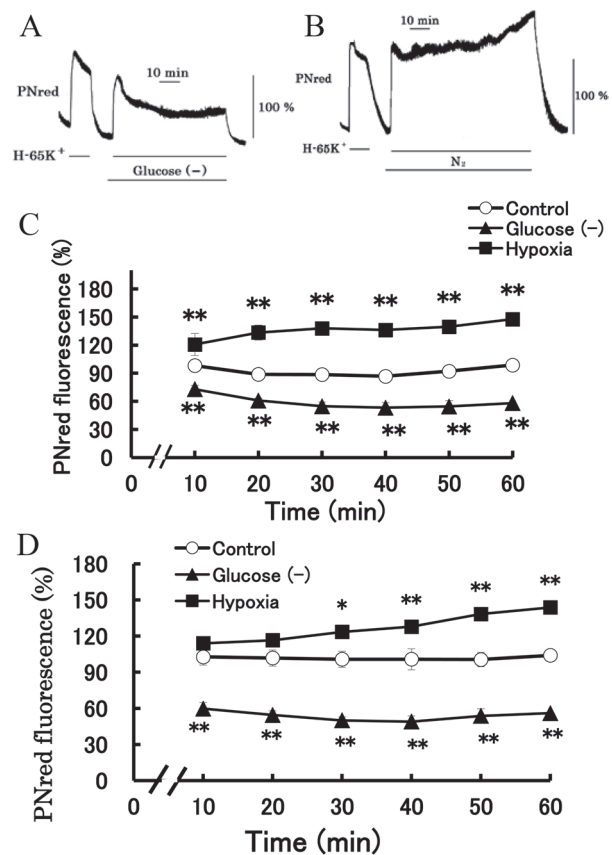 A
10 min
PNred
100 %
H-65K+
Glucose (−)
B
10 min
PNred
100 %
H-65K+
N2
C
Control
Glucose (−)
Hypoxia
PNred fluorescence (%)
180
150
120
90
60
30
0
** ** ** ** ** **
** ** ** ** ** **
0 10 20 30 40 50 60
Time (min)
D
Control
Glucose (−)
Hypoxia
PNred fluorescence (%)
180
150
120
90
60
30
0
* ** ** **
** ** ** ** ** **
0 10 20 30 40 50 60
Time (min)